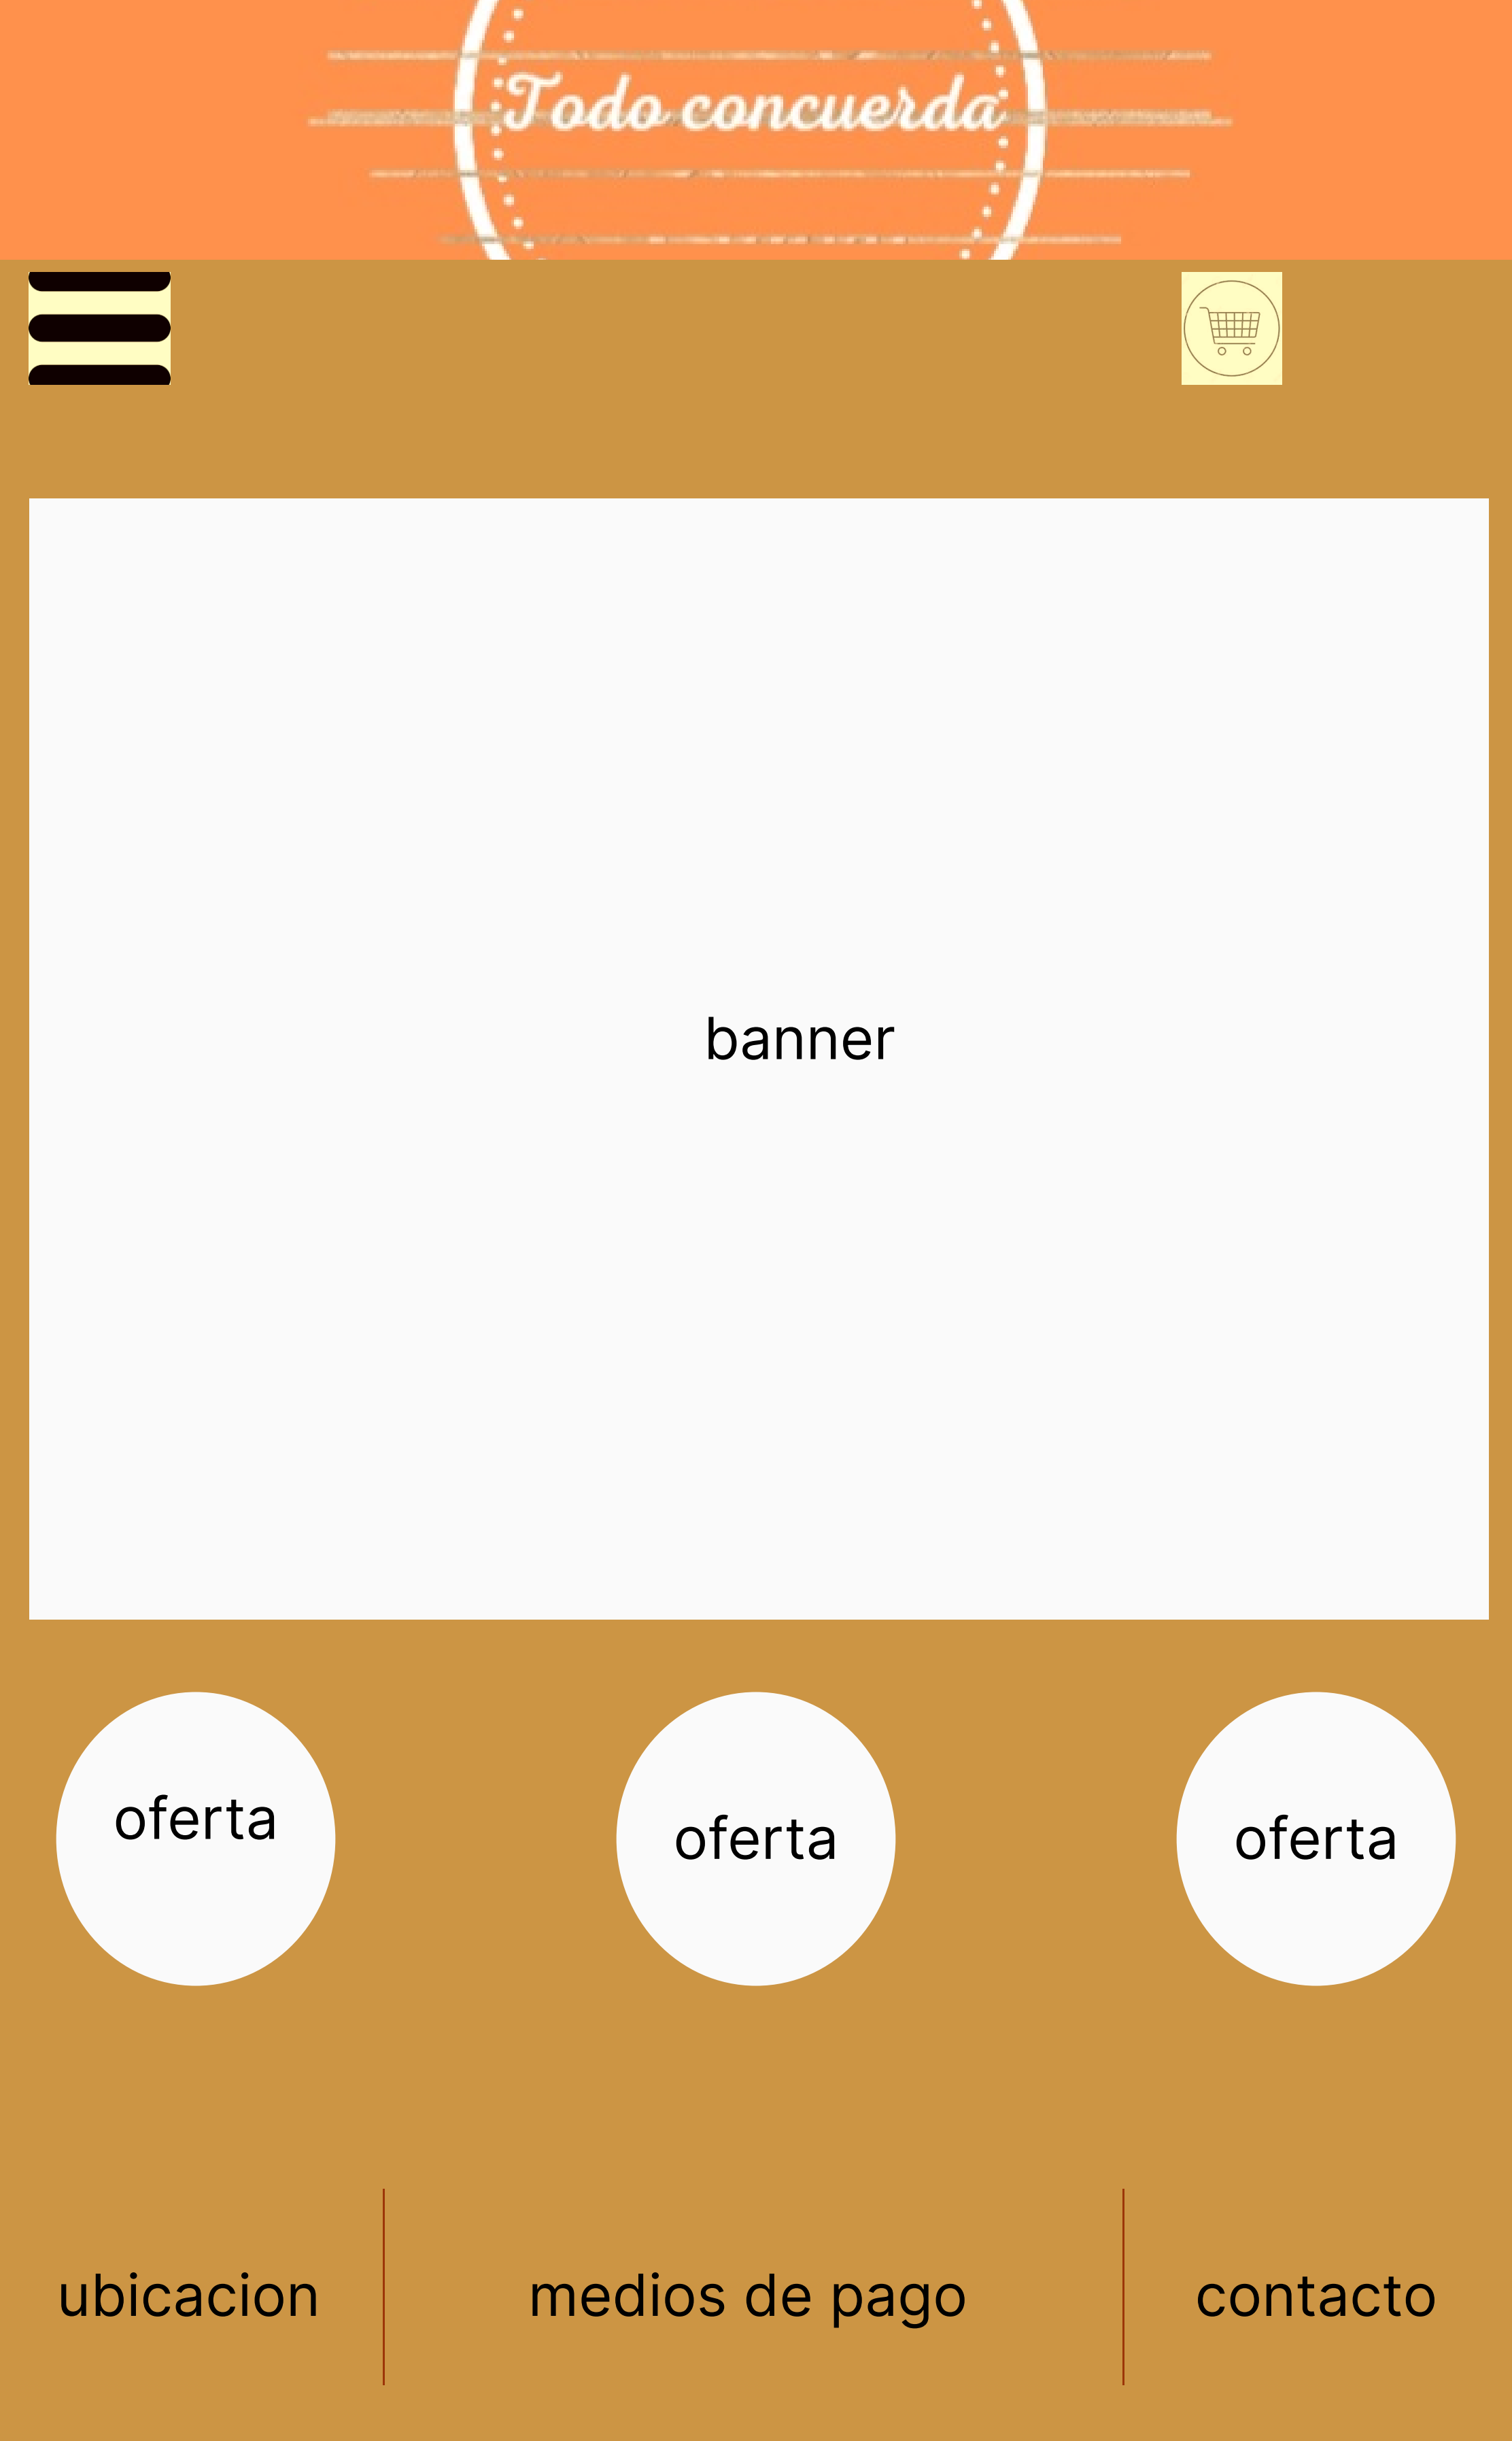 Todo concuerda
banner
oferta
oferta
oferta
ubicacion
medios de pago
contacto